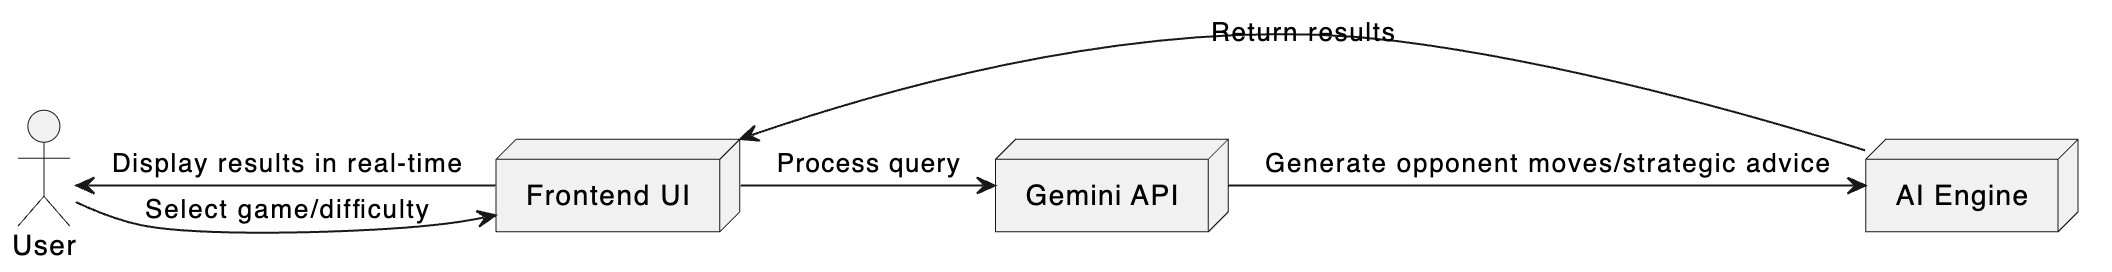 Return results
Display results in real-time
Process query
Generate opponent moves/strategic advice
Frontend UI
Gemini API
AI Engine
Select game/difficulty
User